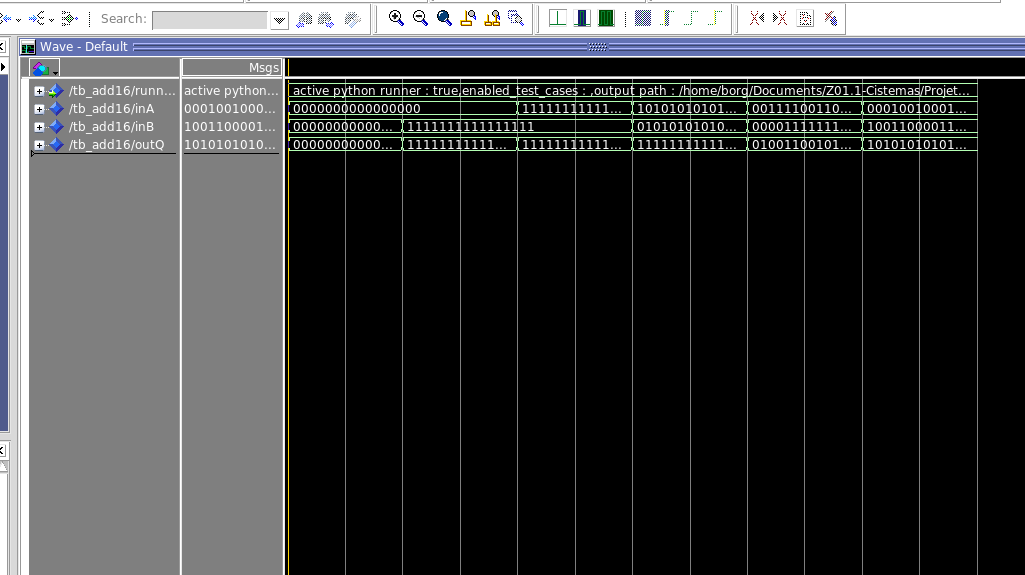 Search:
Wave - Default
Msgs
/tb_add16/runn... active python... active python runner : true,enabled_test_cases : ,output path : /home/borg/Documents/Z01.1-Cistemas/Projet...
/tb_add16/inA 0001001000... 0000000000000000 11111111111... 10101010101... 00111100110... 00010010001...
/tb_add16/inB 1001100001... 00000000000... 1111111111111111 01010101010... 00001111111... 10011000011...
/tb_add16/outQ 1010101010... 00000000000... 11111111111... 11111111111... 11111111111... 01001100101... 10101010101...